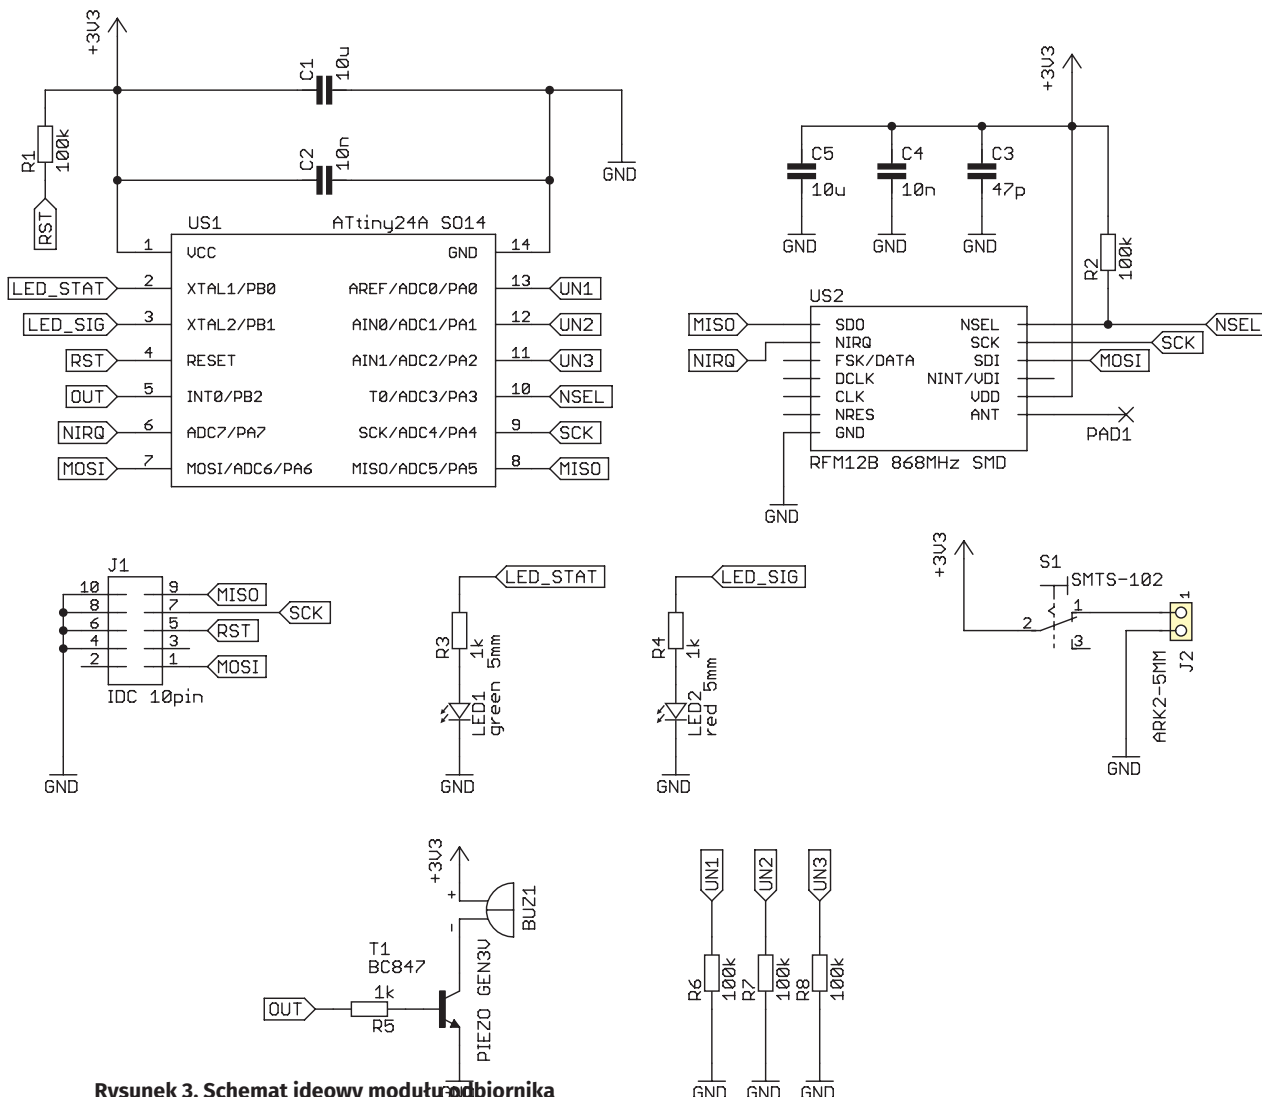 +3V3
C1
10u
R1
100k
C2
10n
GND
RST
US1
ATtiny24A SO14
1 VCC
GND 14
LED_STAT 2 XTAL1/PB0
AREF/ADC0/PA0 13 UN1
LED_SIG 3 XTAL2/PB1
AIN0/ADC1/PA1 12 UN2
RST 4 RESET
AIN1/ADC2/PA2 11 UN3
OUT 5 INT0/PB2
T0/ADC3/PA3 10 NSEL
NIRQ 6 ADC7/PA7
SCK/ADC4/PA4 9 SCK
MOSI 7 MOSI/ADC6/PA6
MISO/ADC5/PA5 8 MISO
+3V3
C5
10u
GND
C4
10n
GND
C3
47p
GND
R2
100k
US2
MISO SDO
NSEL NSEL
NIRQ NIRQ
SCK SCK
FSK/DATA
SDI MOSI
DCLK
NINT/VDI
CLK
VDD
NRES
ANT
PAD1
GND
RFM12B 868MHz SMD
GND
J1
10 9 MISO
8 7 SCK
6 5 RST
4 3
2 1 MOSI
IDC 10pin
GND
LED_STAT
R3
1k
LED1
green 5mm
GND
LED_SIG
R4
1k
LED2
red 5mm
GND
+3V3
S1
SMTS-102
2
1
3
1
J2
ARK2-5MM
GND
+3V3
+
-
BUZ1
PIEZO GEN3V
T1
BC847
OUT
1k
R5
GND
UN1
R6
100k
GND
UN2
R7
100k
GND
UN3
R8
100k
GND
Rysunek 3. Schemat ideowy modułu odbiornika